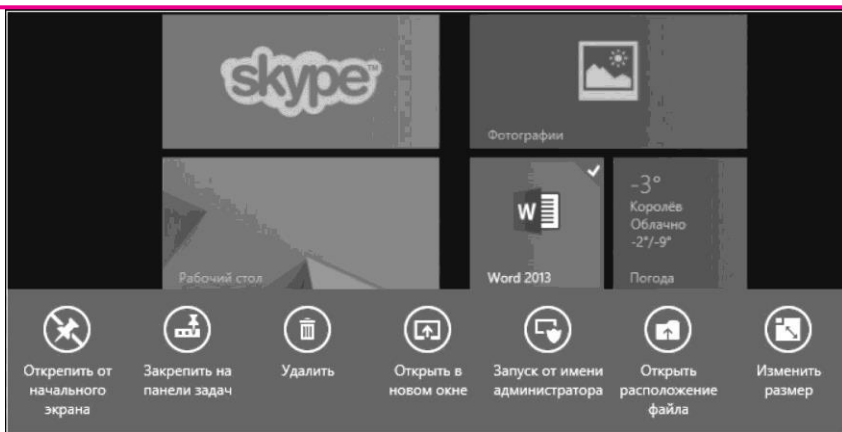 skype™
Фотографии
Рабочий стол
W
Word 2013
-3°
Королёв
Облачно
-2°/-9°
Погода
Открепить от
начального
экрана
Закрепить на
панели задач
Удалить
Открыть в
новом окне
Запуск от имени
администратора
Открыть
расположение
файла
Изменить
размер